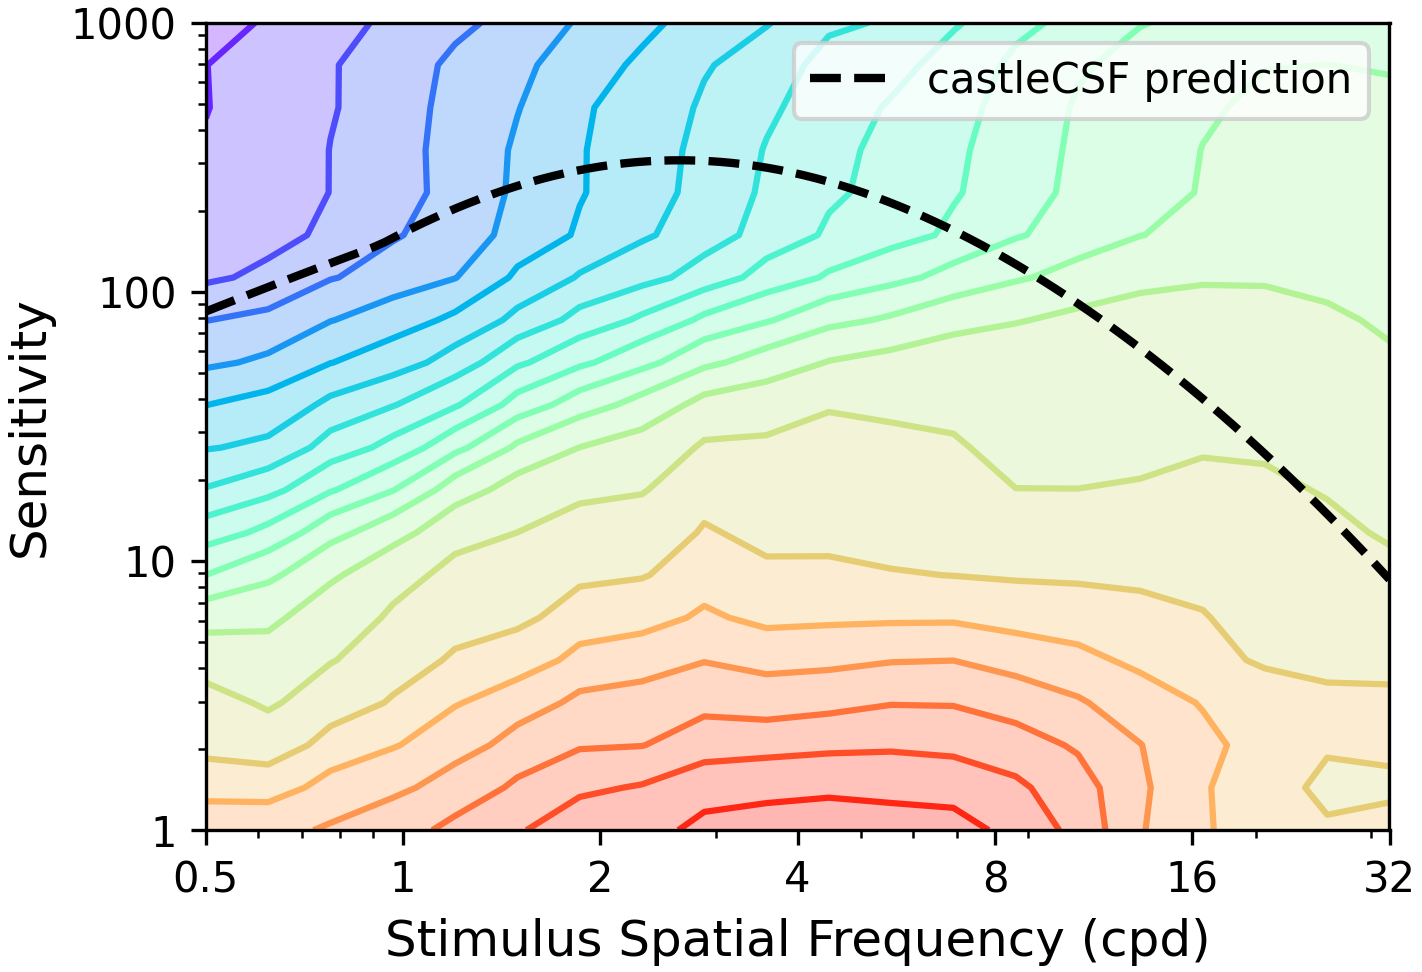 1000
100
10
1
Sensitivity
castleCSF prediction
0.5 1 2 4 8 16 32
Stimulus Spatial Frequency (cpd)